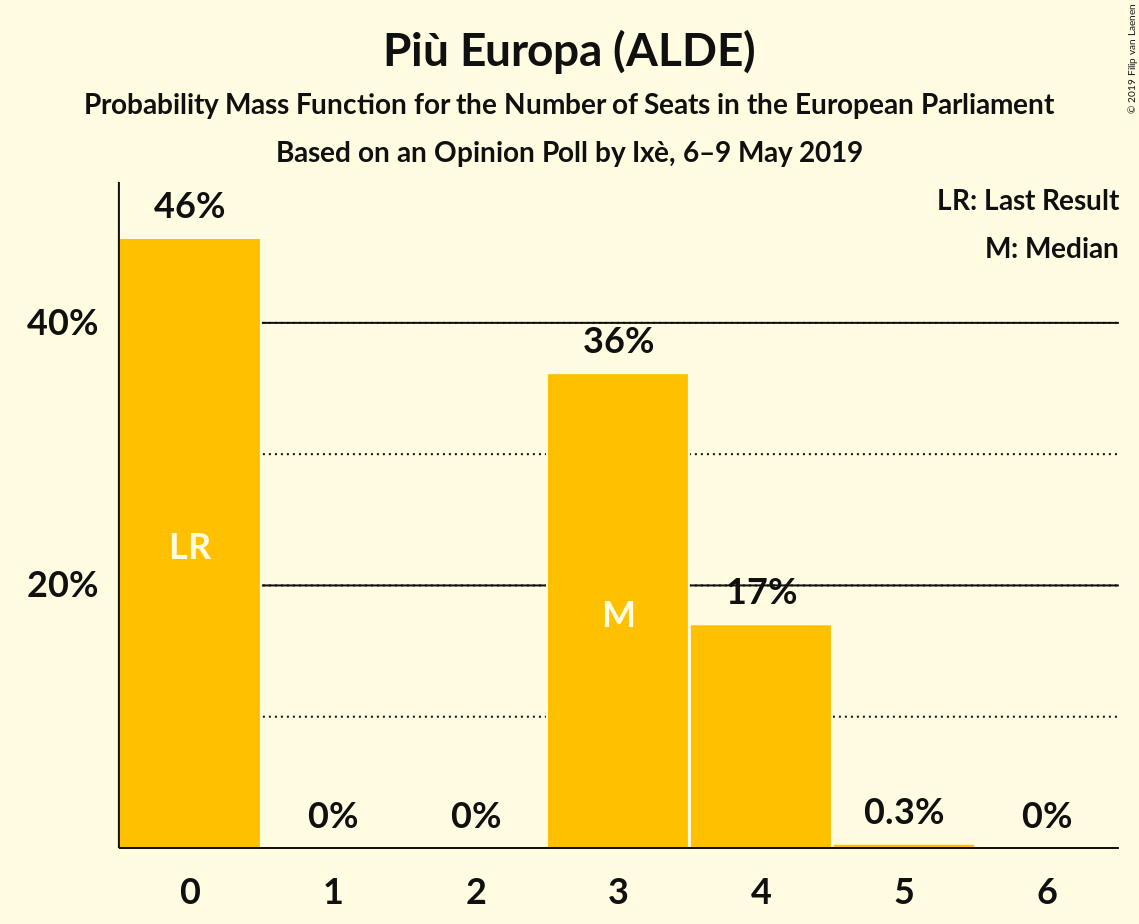 Più Europa (ALDE)
Probability Mass Function for the Number of Seats in the European Parliament
Based on an Opinion Poll by Ixè, 6–9 May 2019
© 2019 Filip van Laenen
LR: Last Result
M: Median
46%
40%
36%
LR
20%
17%
M
0%
0%
0.3%
0%
0
1
2
3
4
5
6